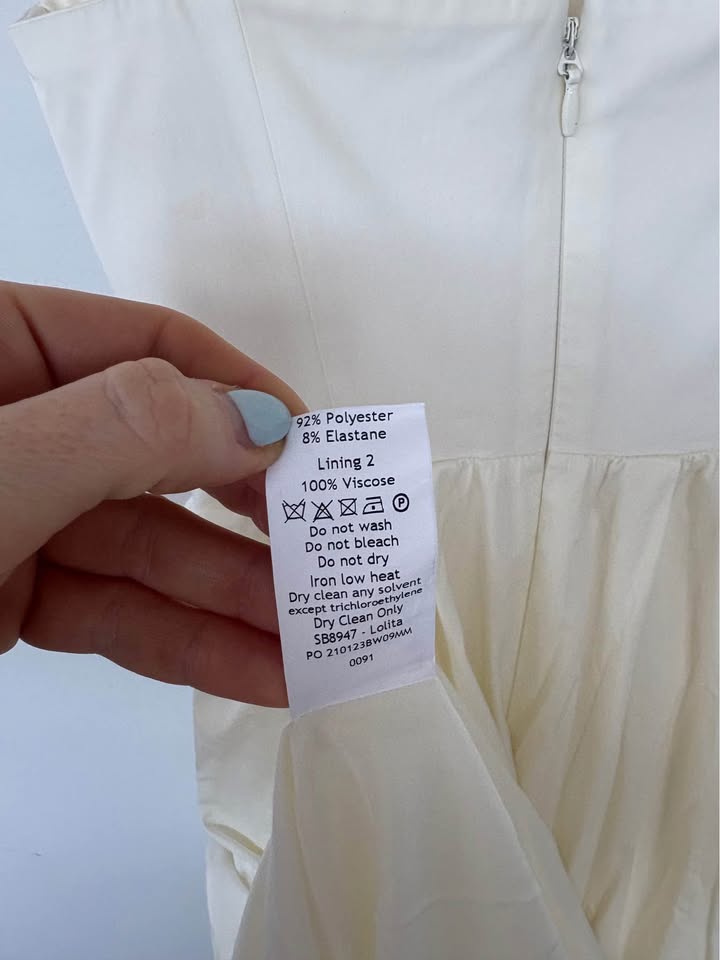 92% Polyester
8% Elastane
Lining 2
100% Viscose
P
Do not wash
Do not bleach
Do not dry
Iron low heat
Dry clean any solvent
except trichloroethylene
Dry Clean Only
SB8947 - Lolita
PO 210123BW09MM
0091